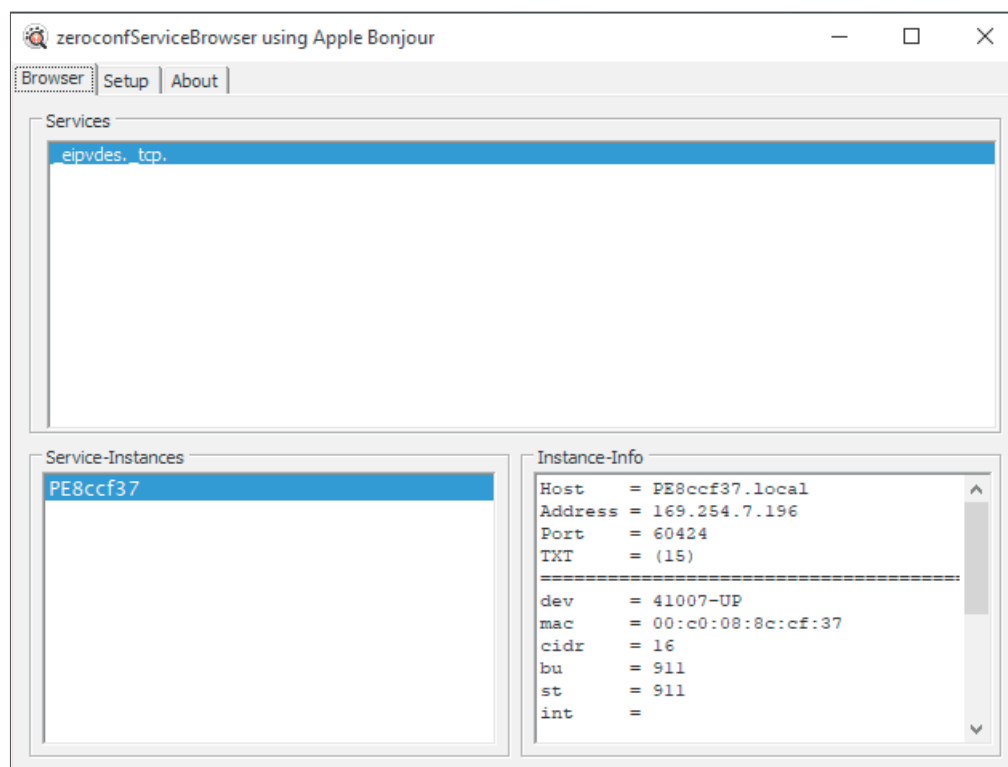 zeroconfServiceBrowser using Apple Bonjour
Browser Setup About
Services
_eipvdes._tcp.
Service-Instances
PE8ccf37
Instance-Info
Host = PE8ccf37.local
Address = 169.254.7.196
Port = 60424
TXT = (15)
======================================
dev = 41007-UP
mac = 00:c0:08:8c:cf:37
cidr = 16
bu = 911
st = 911
int =